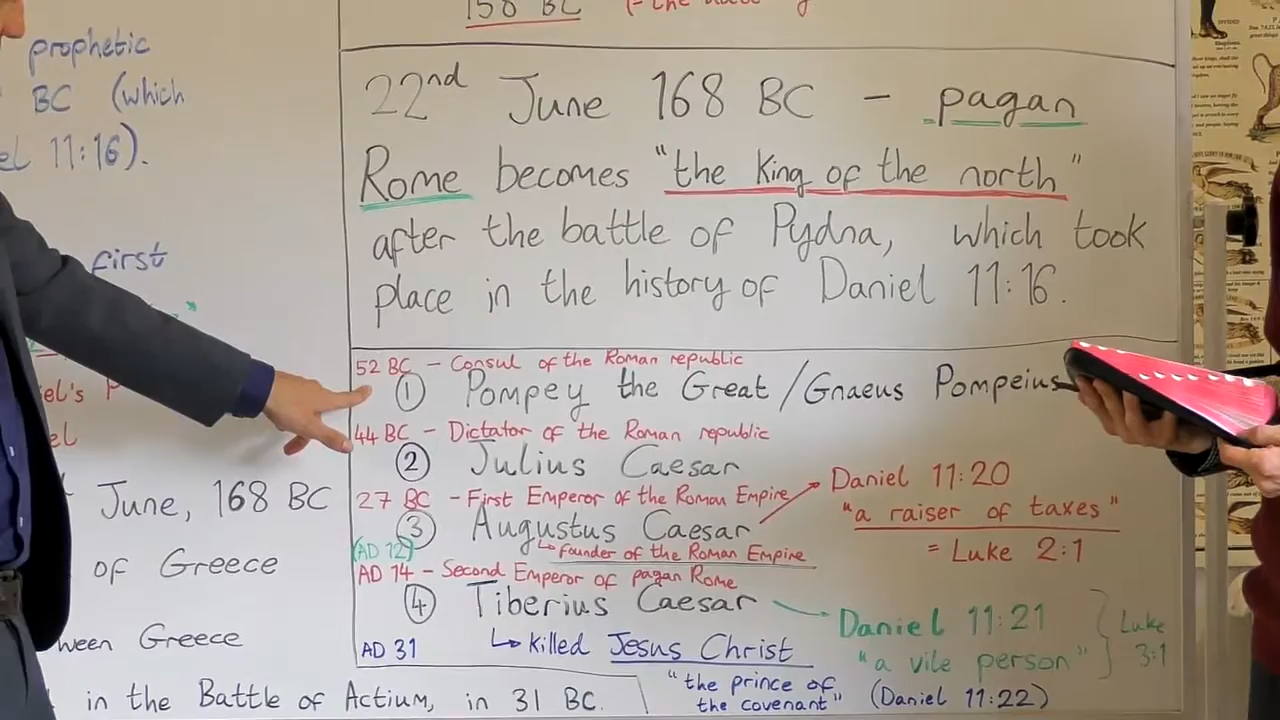 158 BC
prophetic
BC (which
11:16).
first
22nd June 168 BC - pagan
Rome becomes "the King of the north"
after the battle of Pydna, which took
place in the history of Daniel 11:16.
52 BC - Consul of the Roman republic
① Pompey the Great / Gnaeus Pompeius
44 BC - Dictator of the Roman republic
② Julius Caesar
27 BC - First Emperor of the Roman Empire
③ Augustus Caesar
↳ founder of the Roman Empire
(AD 12)
AD 14 - Second Emperor of pagan Rome
④ Tiberius Caesar
AD 31 ↳ killed Jesus Christ
"the prince of
the covenant" (Daniel 11:22)
Daniel 11:20
"a raiser of taxes"
= Luke 2:1
Daniel 11:21
"a vile person"
Luke
3:1
June, 168 BC
of Greece
Greece
in the Battle of Actium, in 31 BC.